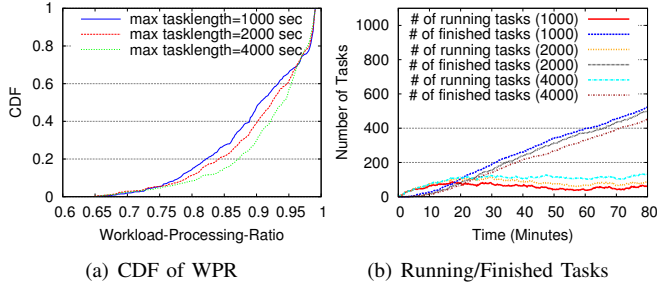 max tasklength=1000 sec
max tasklength=2000 sec
max tasklength=4000 sec
CDF
1
0.8
0.6
0.4
0.2
0
0.6 0.65 0.7 0.75 0.8 0.85 0.9 0.95 1
Workload-Processing-Ratio
(a) CDF of WPR
# of running tasks (1000)
# of finished tasks (1000)
# of running tasks (2000)
# of finished tasks (2000)
# of running tasks (4000)
# of finished tasks (4000)
Number of Tasks
1000
800
600
400
200
0
0 10 20 30 40 50 60 70 80
Time (Minutes)
(b) Running/Finished Tasks